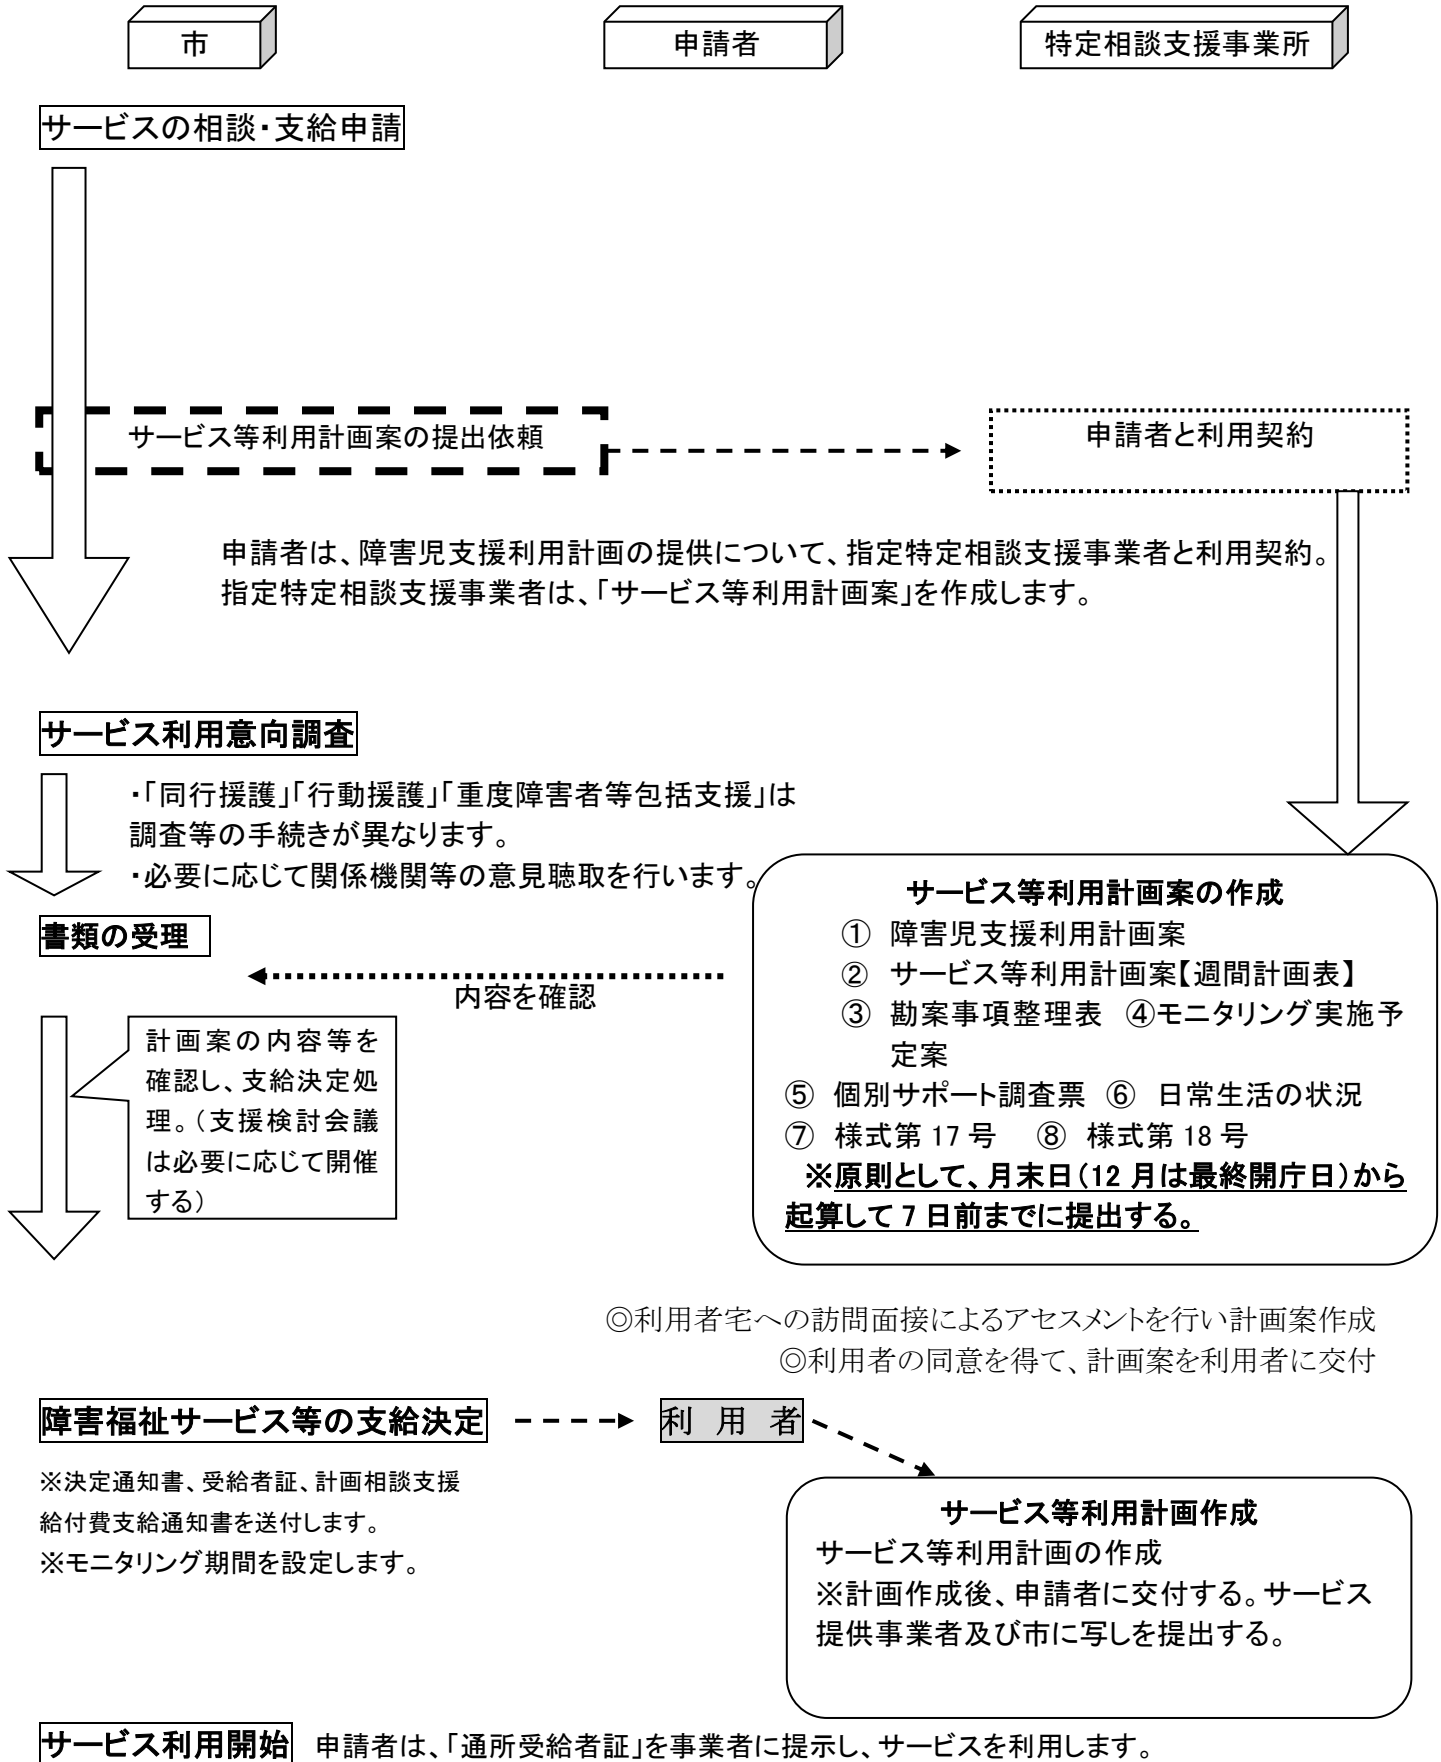 市
申請者
特定相談支援事業所
サービスの相談・支給申請
サービス等利用計画案の提出依頼
申請者と利用契約
申請者は、障害児支援利用計画の提供について、指定特定相談支援事業者と利用契約。
指定特定相談支援事業者は、「サービス等利用計画案」を作成します。
サービス利用意向調査
・「同行援護」「行動援護」「重度障害者等包括支援」は
調査等の手続きが異なります。
・必要に応じて関係機関等の意見聴取を行います。
書類の受理
内容を確認
計画案の内容等を
確認し、支給決定処
理。（支援検討会議
は必要に応じて開催
する）
サービス等利用計画案の作成
① 障害児支援利用計画案
② サービス等利用計画案【週間計画表】
③ 勘案事項整理表 ④モニタリング実施予
定案
⑤ 個別サポート調査票 ⑥ 日常生活の状況
⑦ 様式第 17 号 ⑧ 様式第 18 号
※原則として、月末日（12 月は最終開庁日）から
起算して 7 日前までに提出する。
◎利用者宅への訪問面接によるアセスメントを行い計画案作成
◎利用者の同意を得て、計画案を利用者に交付
障害福祉サービス等の支給決定
利 用 者
※決定通知書、受給者証、計画相談支援
給付費支給通知書を送付します。
※モニタリング期間を設定します。
サービス等利用計画作成
サービス等利用計画の作成
※計画作成後、申請者に交付する。サービス
提供事業者及び市に写しを提出する。
サービス利用開始 申請者は、「通所受給者証」を事業者に提示し、サービスを利用します。